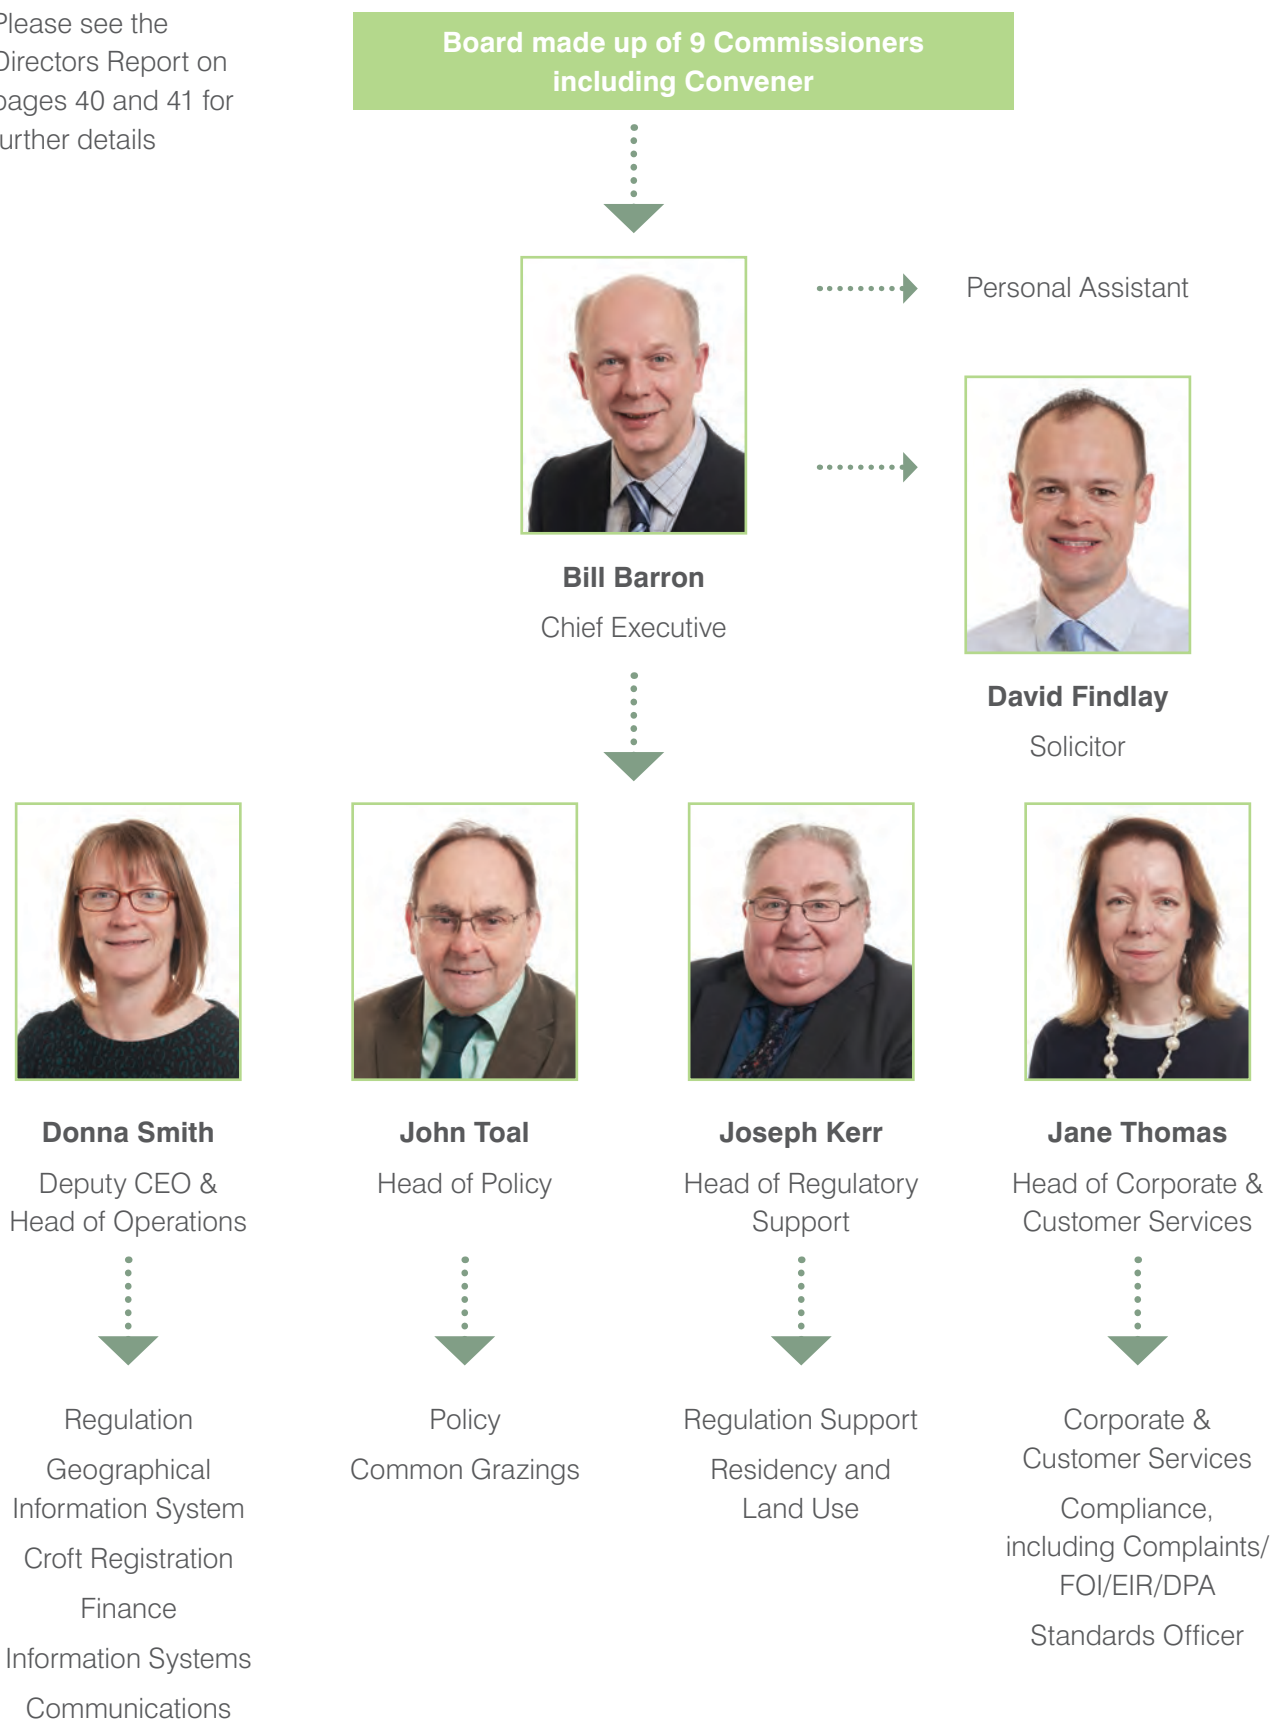 Please see the
Directors Report on
pages 40 and 41 for
further details
Board made up of 9 Commissioners
including Convener
Personal Assistant
Bill Barron
Chief Executive
David Findlay
Solicitor
Donna Smith
Deputy CEO &
Head of Operations
Regulation
Geographical
Information System
Croft Registration
Finance
Information Systems
Communications
John Toal
Head of Policy
Policy
Common Grazings
Joseph Kerr
Head of Regulatory
Support
Regulation Support
Residency and
Land Use
Jane Thomas
Head of Corporate &
Customer Services
Corporate &
Customer Services
Compliance,
including Complaints/
FOI/EIR/DPA
Standards Officer